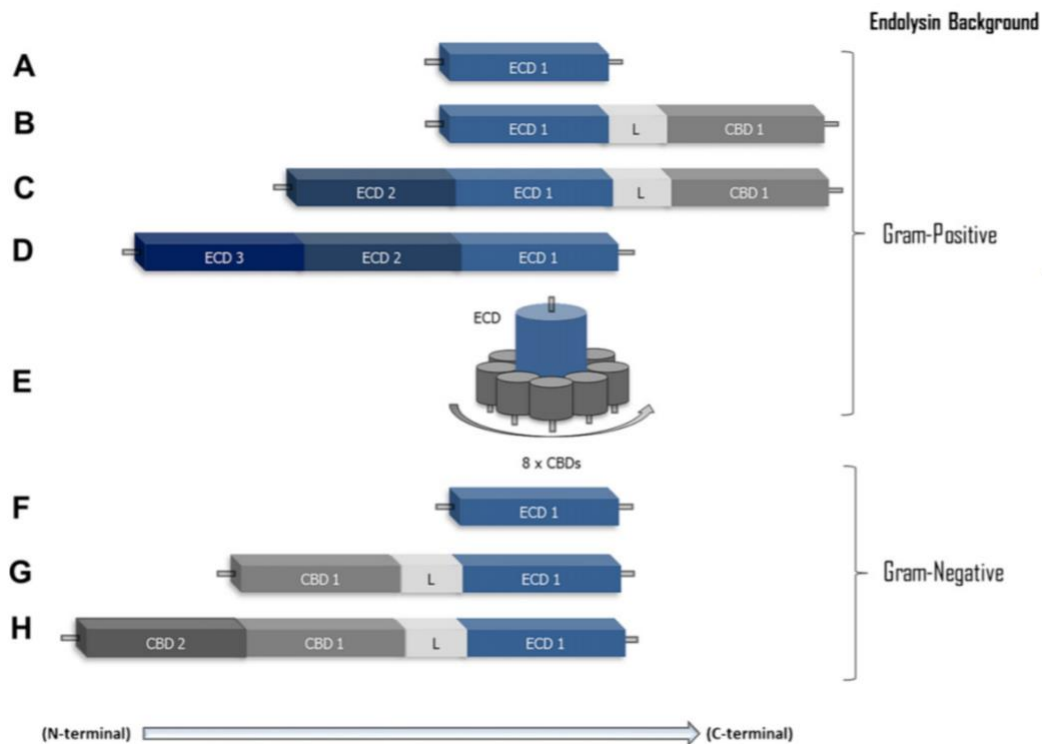 Endolysin Background
A
ECD 1
B
ECD 1 L CBD 1
C
ECD 2 ECD 1 L CBD 1
D
ECD 3 ECD 2 ECD 1
Gram-Positive
ECD
E
8 x CBDs
F
ECD 1
G
CBD 1 L ECD 1
Gram-Negative
H
CBD 2 CBD 1 L ECD 1
(N-terminal) (C-terminal)